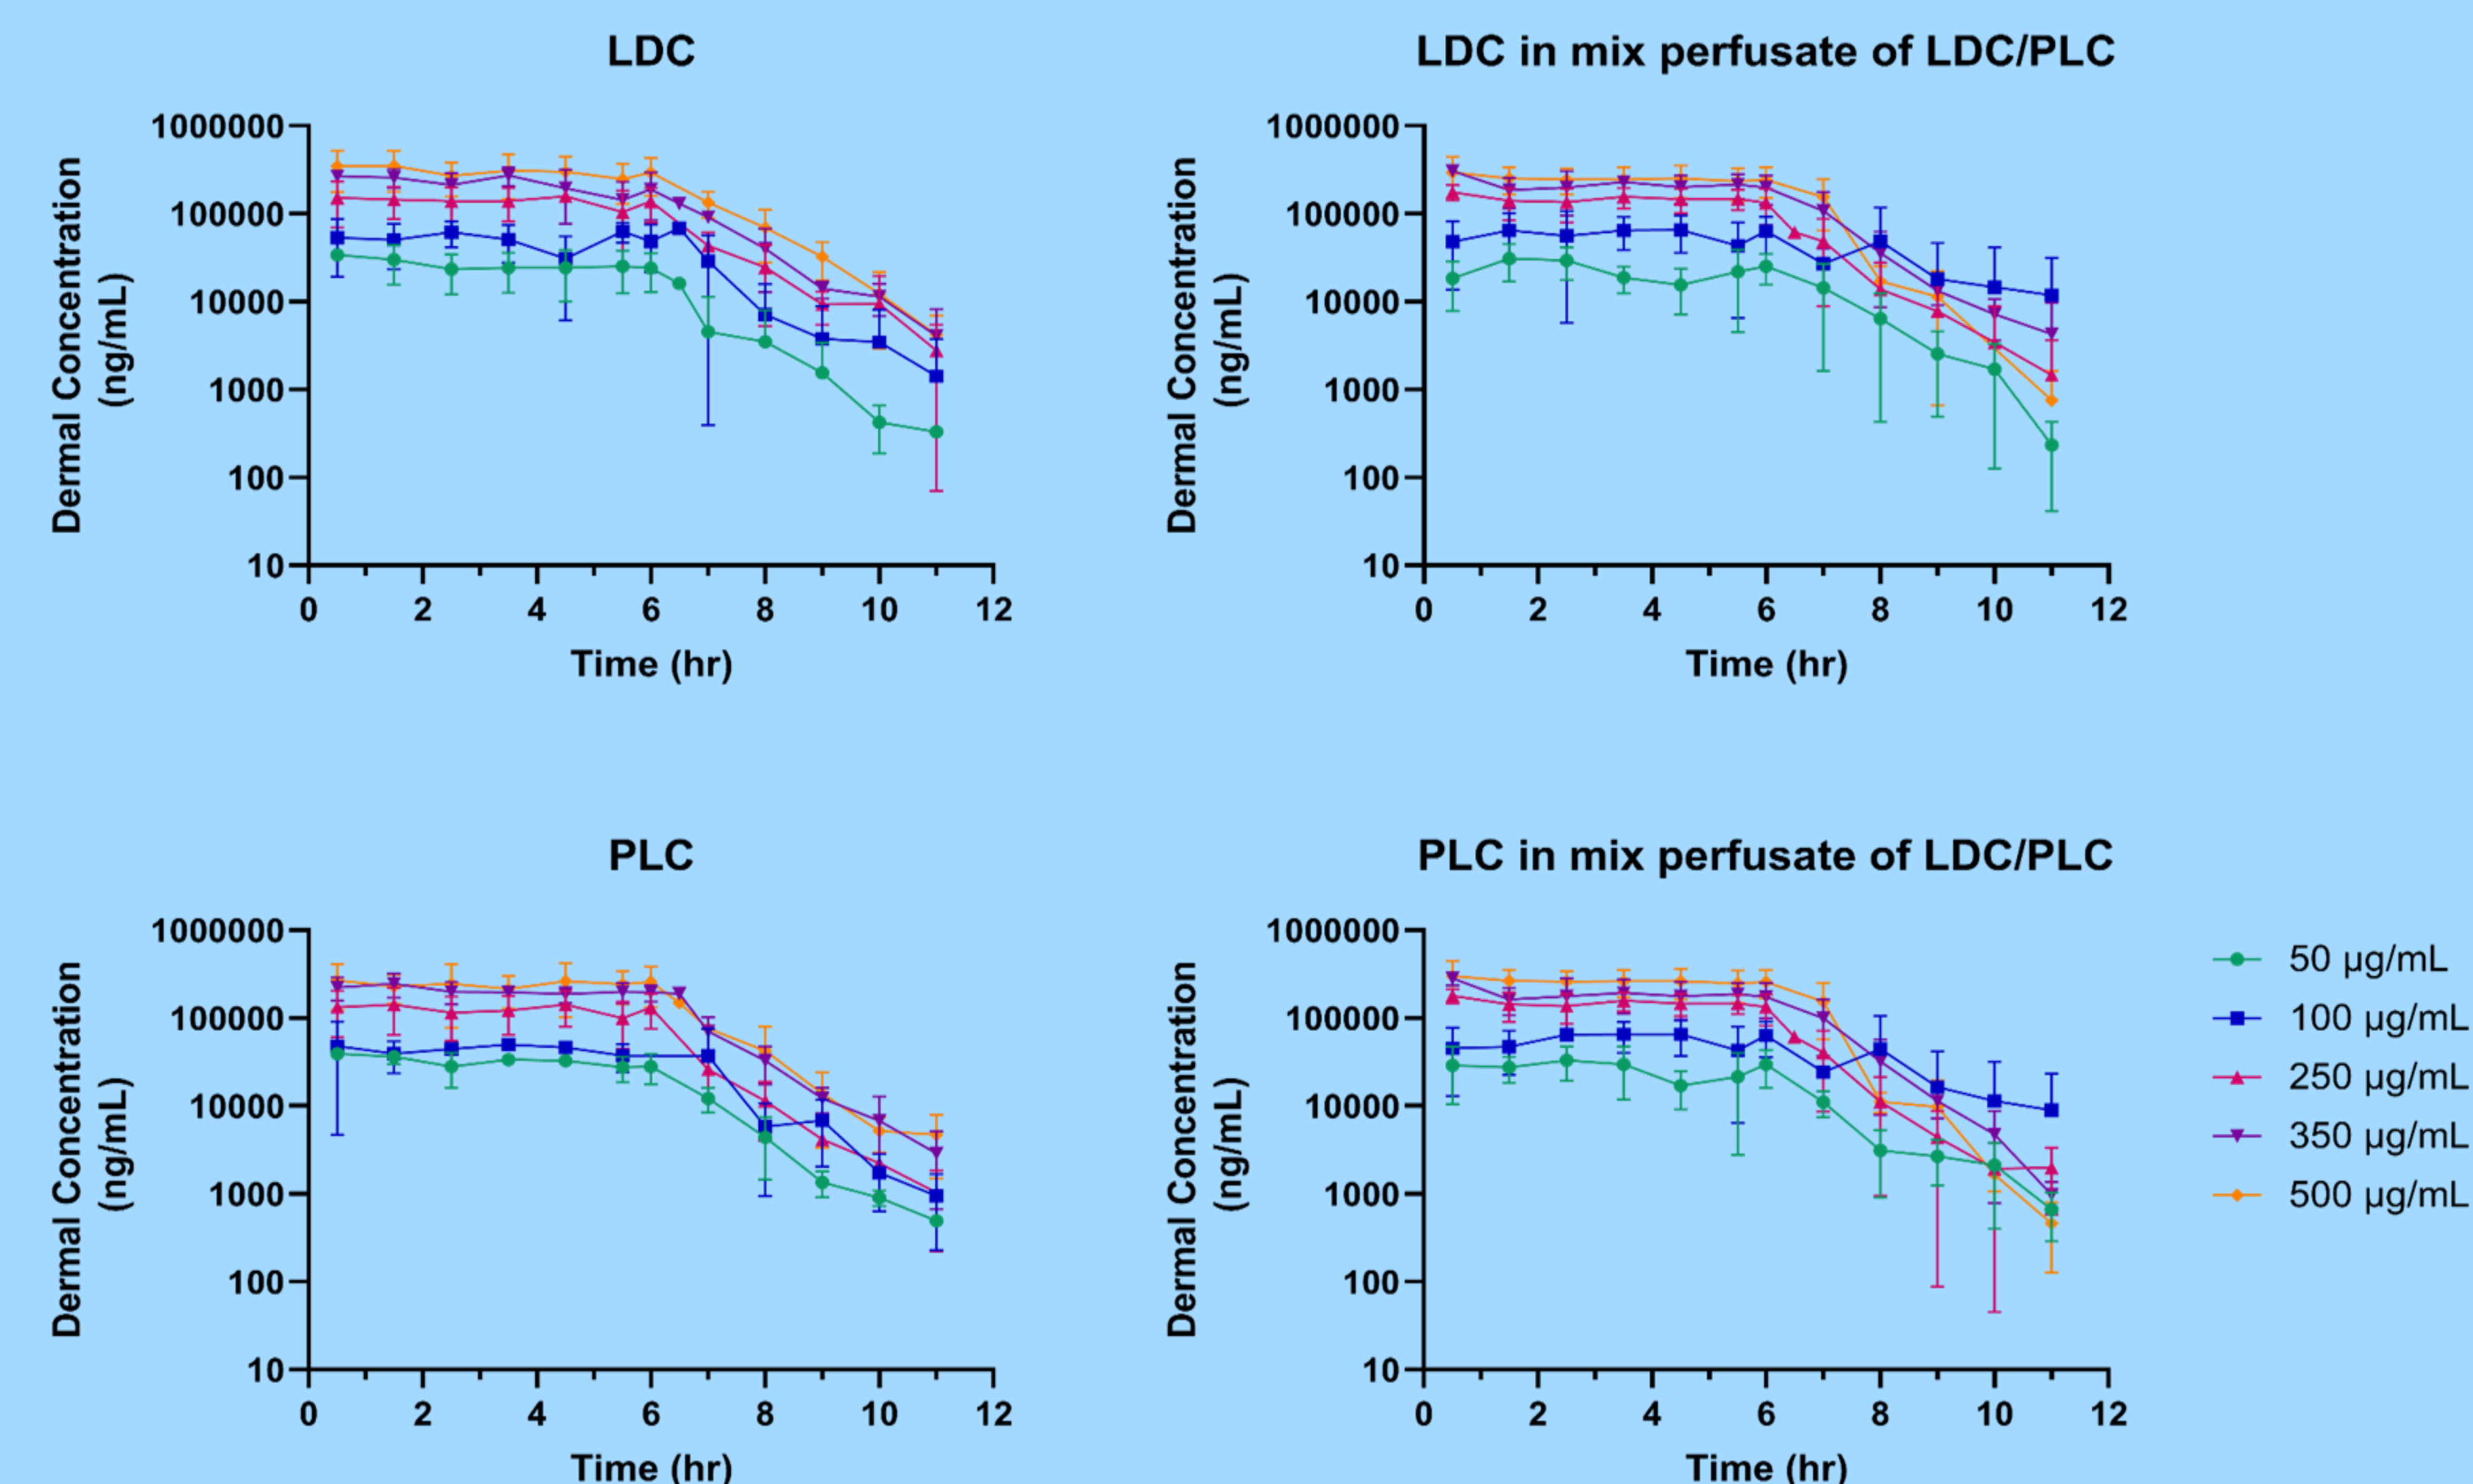 LDC
LDC in mix perfusate of LDC/PLC
Dermal Concentration
(ng/mL)
1000000
100000
10000
1000
100
10
0 2 4 6 8 10 12
Time (hr)
Dermal Concentration
(ng/mL)
1000000
100000
10000
1000
100
10
0 2 4 6 8 10 12
Time (hr)
PLC
PLC in mix perfusate of LDC/PLC
Dermal Concentration
(ng/mL)
1000000
100000
10000
1000
100
10
0 2 4 6 8 10 12
Time (hr)
Dermal Concentration
(ng/mL)
1000000
100000
10000
1000
100
10
0 2 4 6 8 10 12
Time (hr)
50 µg/mL
100 µg/mL
250 µg/mL
350 µg/mL
500 µg/mL